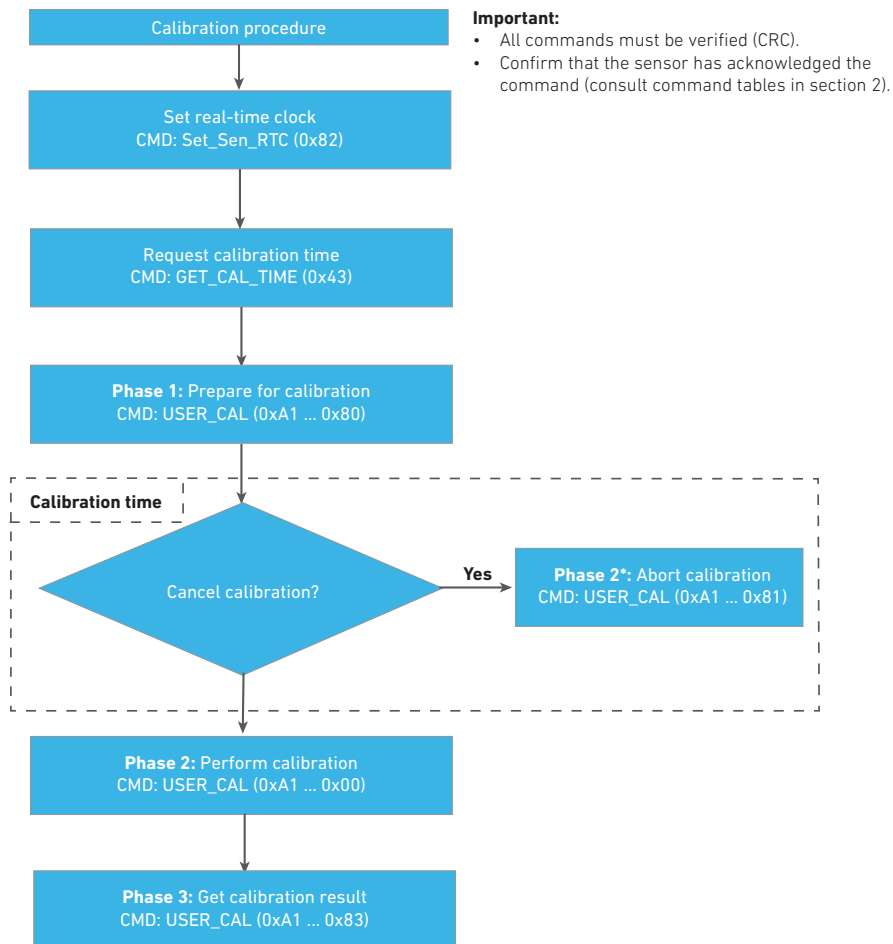 Calibration procedure
Important:
• All commands must be verified (CRC).
• Confirm that the sensor has acknowledged the
command (consult command tables in section 2).
Set real-time clock
CMD: Set_Sen_RTC (0x82)
Request calibration time
CMD: GET_CAL_TIME (0x43)
Phase 1: Prepare for calibration
CMD: USER_CAL (0xA1 ... 0x80)
Calibration time
Cancel calibration?
Yes
Phase 2*: Abort calibration
CMD: USER_CAL (0xA1 ... 0x81)
Phase 2: Perform calibration
CMD: USER_CAL (0xA1 ... 0x00)
Phase 3: Get calibration result
CMD: USER_CAL (0xA1 ... 0x83)